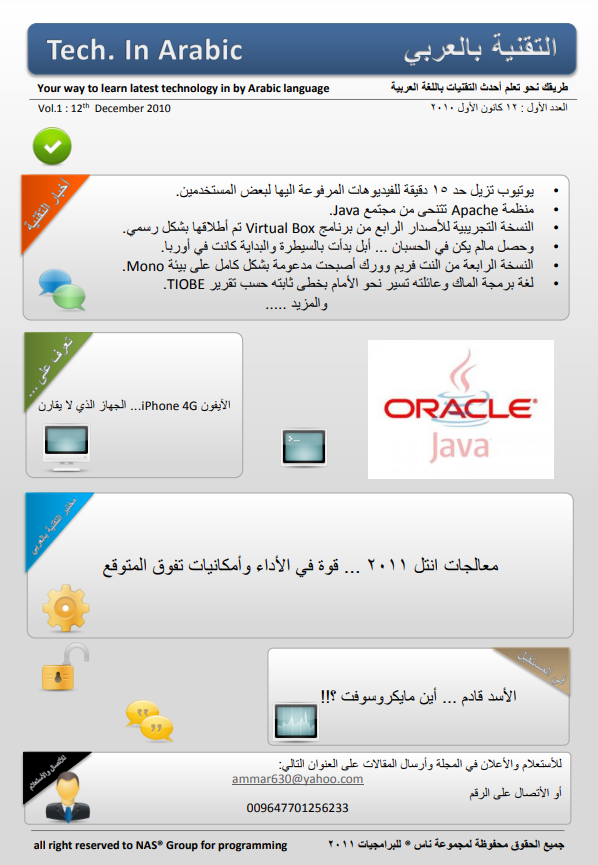 Tech. In Arabic التقنية بالعربي
Your way to learn latest technology in by Arabic language طريقك نحو تعلم أحدث التقنيات باللغة العربية
Vol.1 : 12th December 2010 العدد الأول : ١٢ كانون الأول ٢٠١٠
أخبار التقنية
• يوتيوب تزيل حد ١٥ دقيقة للفيديوهات المرفوعة اليها لبعض المستخدمين.
• منظمة Apache تتنحى من مجتمع Java.
• النسخة التجريبية للأصدار الرابع من برنامج Virtual Box تم أطلاقها بشكل رسمي.
• وحصل مالم يكن في الحسبان ... أبل بدأت بالسيطرة والبداية كانت في أوربا.
• النسخة الرابعة من النت فريم وورك أصبحت مدعومة بشكل كامل على بيئة Mono.
• لغة برمجة الماك وعائلته تسير نحو الأمام بخطى ثابته حسب تقرير TIOBE.
والمزيد .....
تعرف على ...
الأيفون iPhone 4G... الجهاز الذي لا يقارن
ORACLE®
Java
مختبر التقنية بالعربي
معالجات انتل ٢٠١١ ... قوة في الأداء وأمكانيات تفوق المتوقع
في المستقبل
الأسد قادم ... أين مايكروسوفت ؟!!
للأتصال والأستعلام
للأستعلام والأعلان في المجلة وأرسال المقالات على العنوان التالي:
ammar630@yahoo.com
أو الأتصال على الرقم
009647701256233
all right reserved to NAS® Group for programming جميع الحقوق محفوظة لمجموعة ناس ® للبرامجيات ٢٠١١